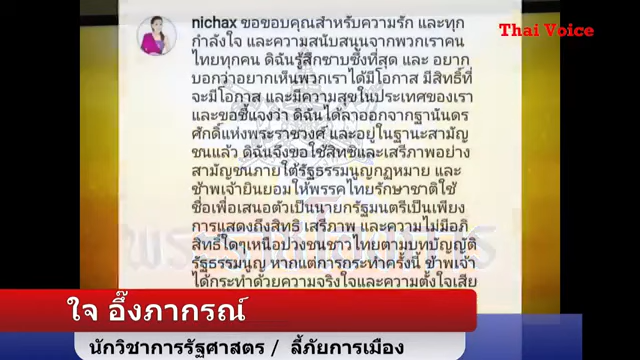 nichax ขอขอบคุณสำหรับความรัก และทุก
Thai Voice
กำลังใจ และความสนับสนุนจากพวกเราคน
ไทยทุกคน ดิฉันรู้สึกซาบซึ้งที่สุด และ อยาก
บอกว่าอยากเห็นพวกเราได้มีโอกาส มีสิทธิ์ที่
จะมีโอกาส และมีความสุขในประเทศของเรา
และขอชี้แจงว่า ดิฉันได้ลาออกจากฐานันดร
ศักดิ์แห่งพระราชวงศ์ และอยู่ในฐานะสามัญ
ชนแล้ว ดิฉันจึงขอใช้สิทธิและเสรีภาพอย่าง
สามัญชนภายใต้รัฐธรรมนูญกฎหมาย และ
ข้าพเจ้ายินยอมให้พรรคไทยรักษาชาติใช้
ชื่อเพื่อเสนอตัวเป็นนายกรัฐมนตรีเป็นเพียง
การแสดงถึงสิทธิ เสรีภาพ และความไม่มีอภิ
สิทธิ์ใดๆเหนือปวงชนชาวไทยตามบทบัญญัติ
รัฐธรรมนูญ หากแต่การกระทำครั้งนี้ ข้าพเจ้า
ได้กระทำด้วยความจริงใจและความตั้งใจเสีย
ใจ อึ๊งภากรณ์
นักวิชาการรัฐศาสตร / ลี้ภัยการเมือง